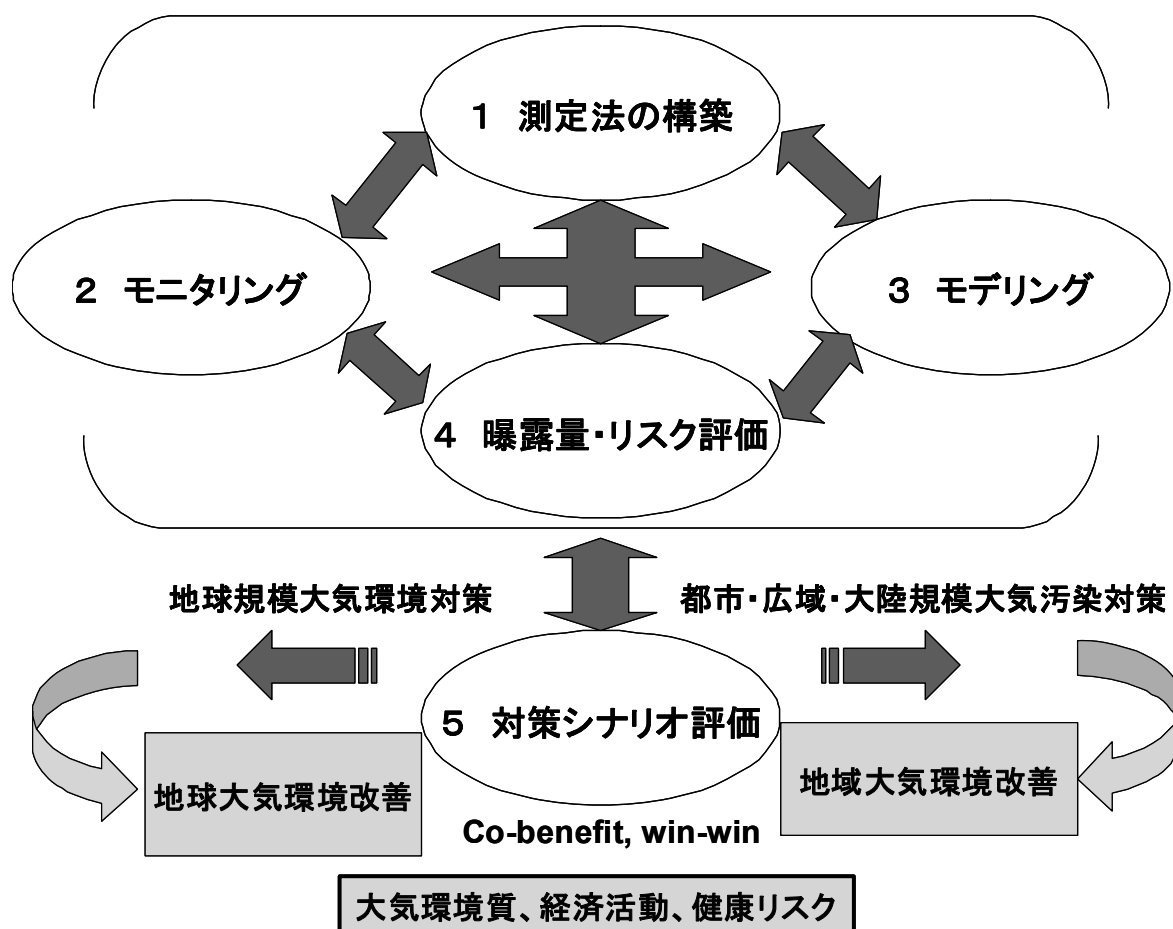 1 測定法の構築
2 モニタリング
3 モデリング
4 曝露量・リスク評価
地球規模大気環境対策
都市・広域・大陸規模大気汚染対策
5 対策シナリオ評価
地球大気環境改善
地域大気環境改善
Co-benefit, win-win
大気環境質、経済活動、健康リスク